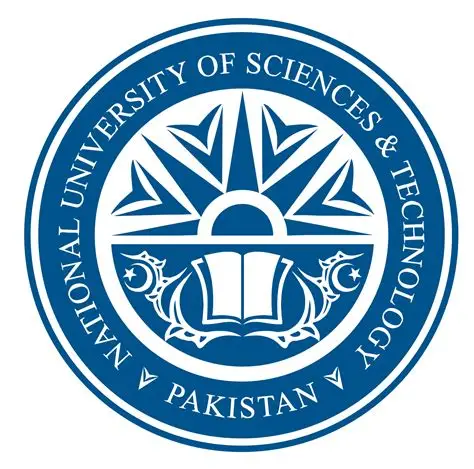 NATIONAL UNIVERSITY OF SCIENCES & TECHNOLOGY
PAKISTAN